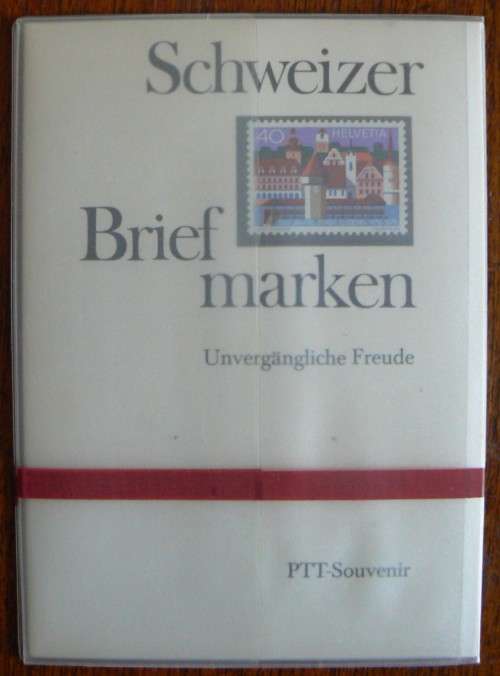 Schweizer
40 HELVETIA
Brief
marken
Unvergängliche Freude
PTT-Souvenir